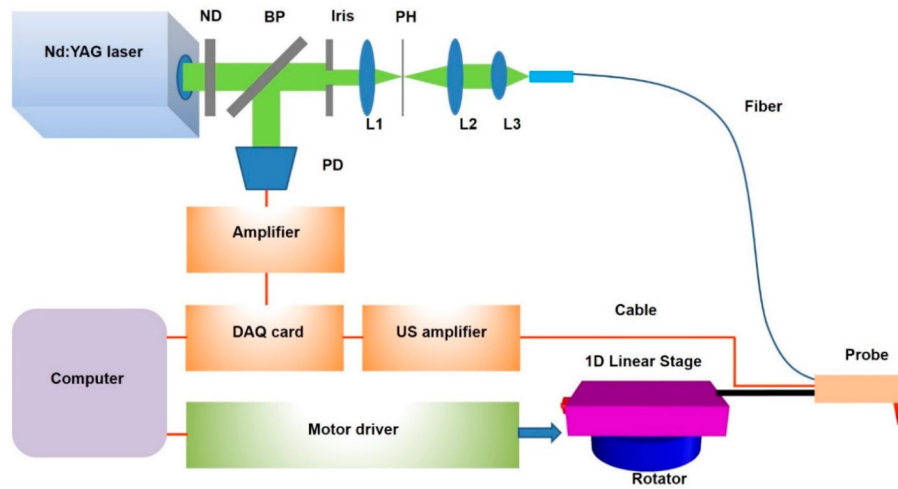 ND
BP
Iris
PH
Nd:YAG laser
L1
L2
L3
Fiber
PD
Amplifier
Cable
DAQ card
US amplifier
1D Linear Stage
Probe
Computer
Motor driver
Rotator